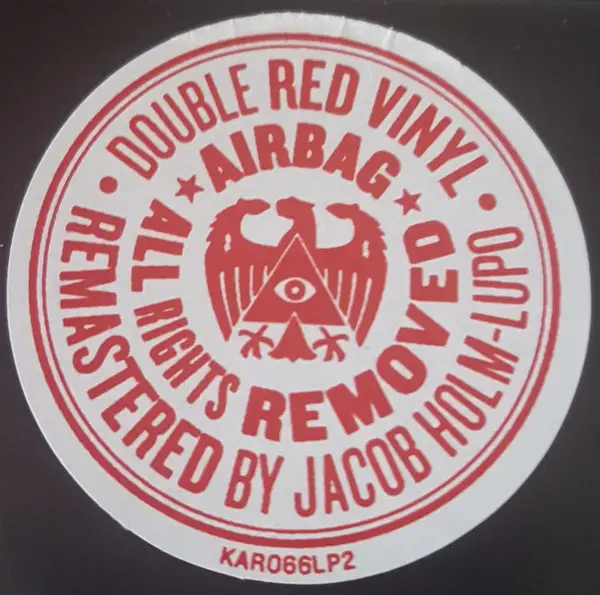 • DOUBLE RED VINYL •
REMASTERED BY JACOB HOLM-LUPO
★ AIRBAG ★
ALL RIGHTS REMOVED
KAR066LP2